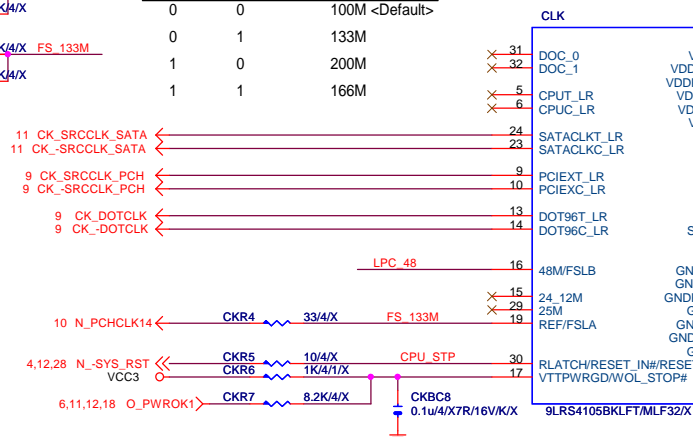 K/4/X
0 0 100M <Default>
0 1 133M
1 0 200M
1 1 166M
K/4/X FS_133M
K/4/X
CLK
31 DOC_0
32 DOC_1
5 CPUT_LR
6 CPUC_LR
11 CK_SRCCLK_SATA 24 SATACLKT_LR
11 CK_-SRCCLK_SATA 23 SATACLKC_LR
9 CK_SRCCLK_PCH 9 PCIEXT_LR
9 CK_-SRCCLK_PCH 10 PCIEXC_LR
9 CK_DOTCLK 13 DOT96T_LR
9 CK_-DOTCLK 14 DOT96C_LR
LPC_48 16 48M/FSLB
15 24_12M
29 25M
10 N_PCHCLK14 CKR4 33/4/X FS_133M 19 REF/FSLA
4,12,28 N_-SYS_RST CKR5 10/4/X CPU_STP 30 RLATCH/RESET_IN#/RESET
VCC3 CKR6 1K/4/1/X 17 VTTPWRGD/WOL_STOP#
6,11,12,18 O_PWROK1 CKR7 8.2K/4/X
CKBC8
0.1u/4/X7R/16V/K/X
9LRS4105BKLFT/MLF32/X